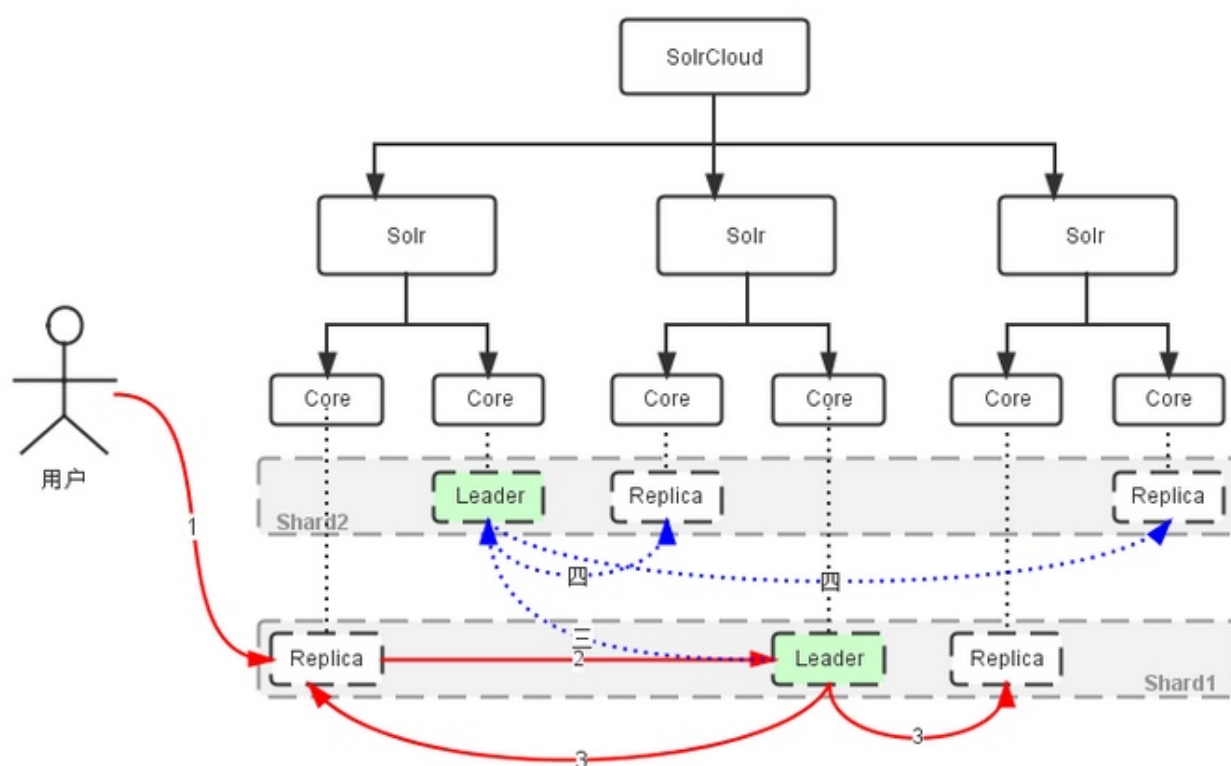 SolrCloud
Solr
Solr
Solr
Core
Core
Core
Core
Core
Core
用户
Leader
Replica
Replica
Shard2
1
四
四
三
2
Replica
Leader
Replica
Shard1
3
3